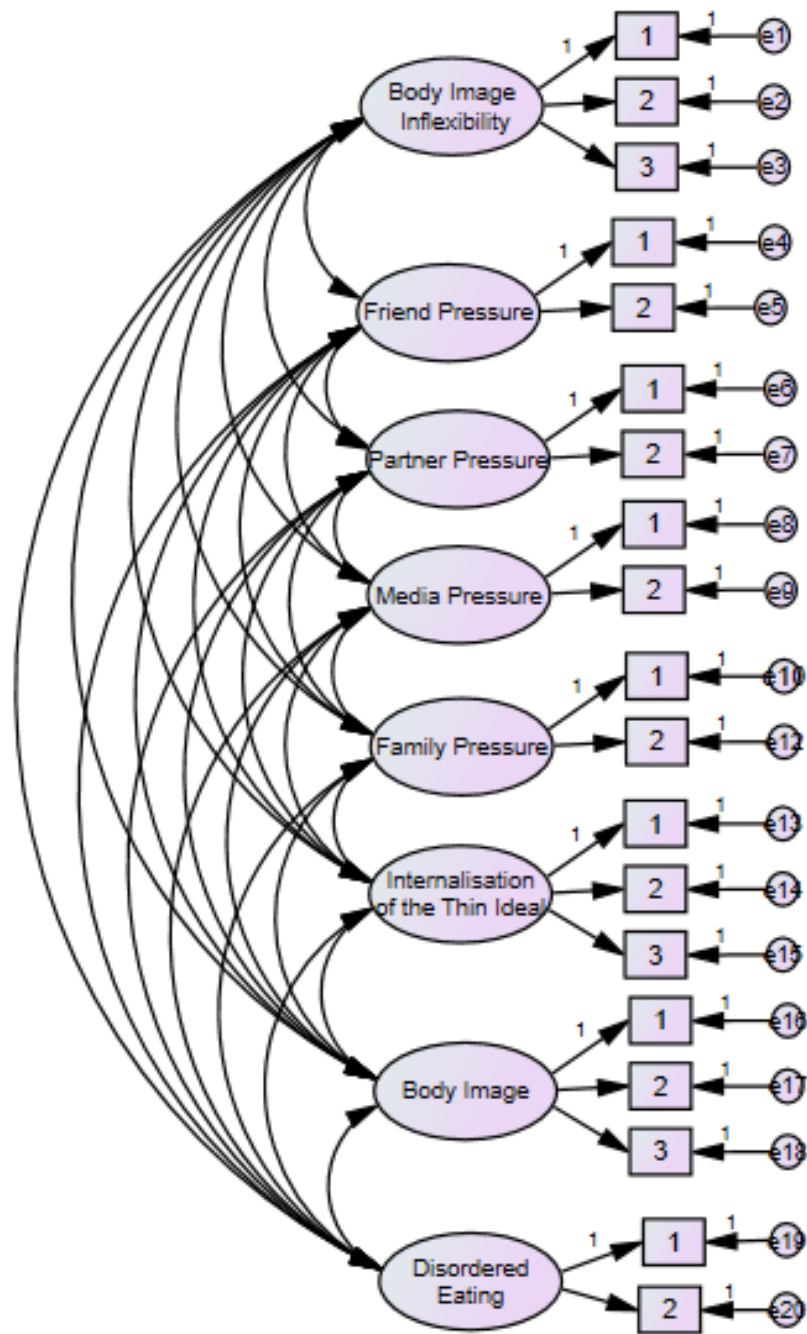 1 1 e1
Body Image
Inflexibility
2 1 e2
3 1 e3
1 1 1 e4
Friend Pressure
2 1 e5
1 1 1 e6
Partner Pressure
2 1 e7
1 1 1 e8
Media Pressure
2 1 e9
1 1 1 e10
Family Pressure
2 1 e12
1 1 1 e13
Internalisation
of the Thin Ideal
2 1 e14
3 1 e15
1 1 1 e16
Body Image
2 1 e17
3 1 e18
1 1 1 e19
Disordered
Eating
2 1 e20